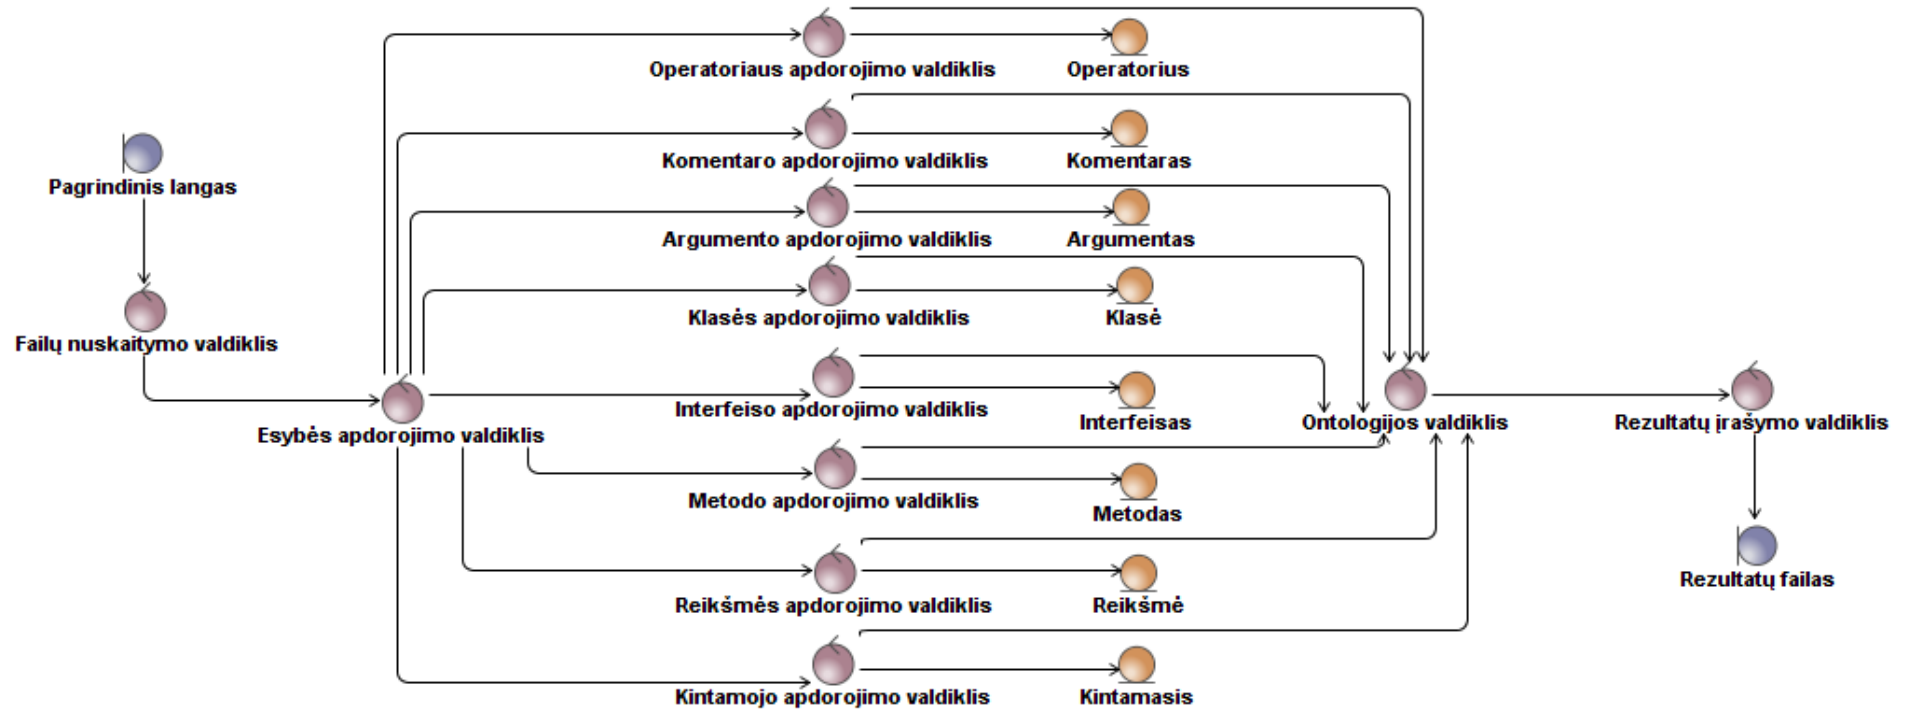 Operatoriaus apdorojimo valdiklis
Operatorius
Komentaro apdorojimo valdiklis
Komentaras
Pagrindinis langas
Argumento apdorojimo valdiklis
Argumentas
Klasės apdorojimo valdiklis
Klasė
Failų nuskaitymo valdiklis
Interfeiso apdorojimo valdiklis
Interfeisas
Ontologijos valdiklis
Rezultatų įrašymo valdiklis
Esybės apdorojimo valdiklis
Metodo apdorojimo valdiklis
Metodas
Rezultatų failas
Reikšmės apdorojimo valdiklis
Reikšmė
Kintamojo apdorojimo valdiklis
Kintamasis